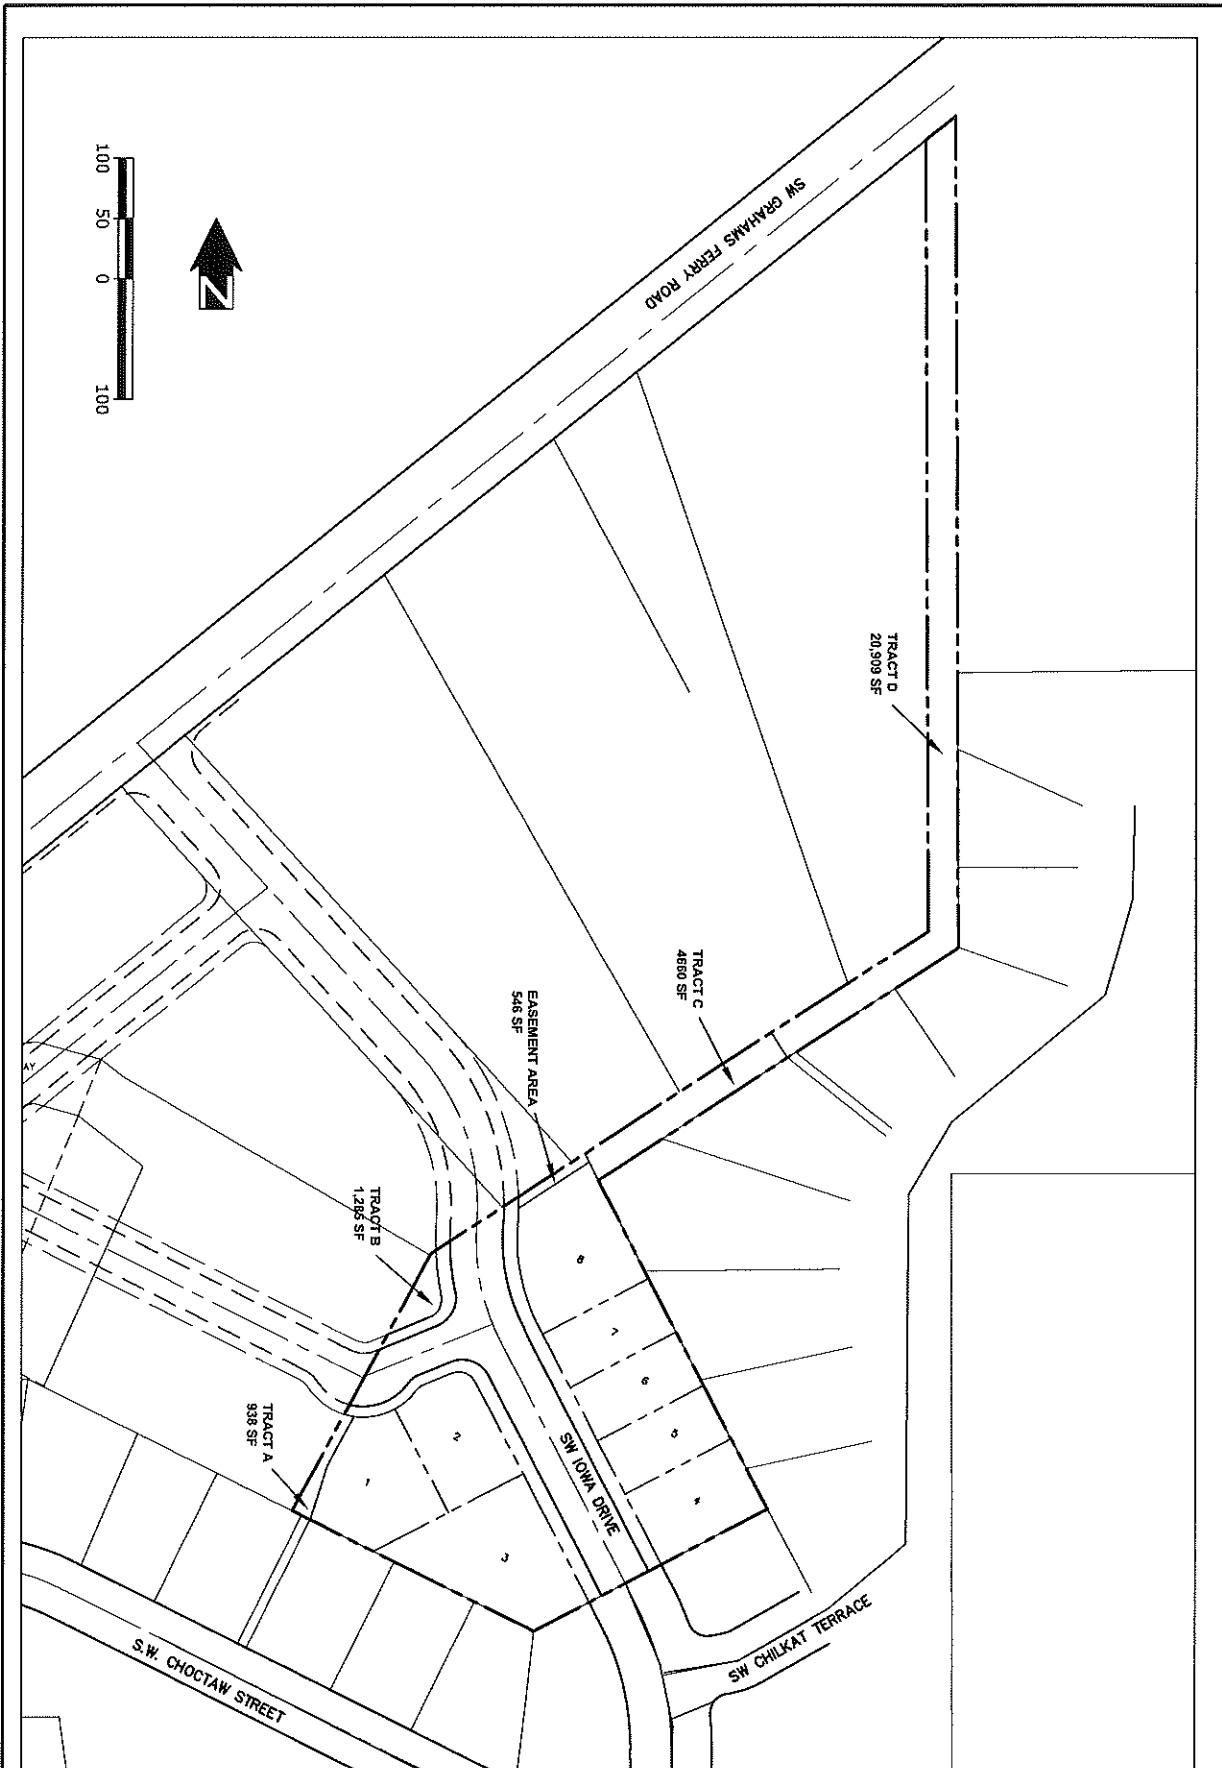 100
50
0
100
N
SW GRAHAMS FERRY ROAD
TRACT D
20,909 SF
TRACT C
4660 SF
EASEMENT AREA
546 SF
TRACT B
1,285 SF
TRACT A
938 SF
AY
8
7
6
5
4
3
2
1
SW IOWA DRIVE
SW CHILKAT TERRACE
S.W. CHOCTAW STREET